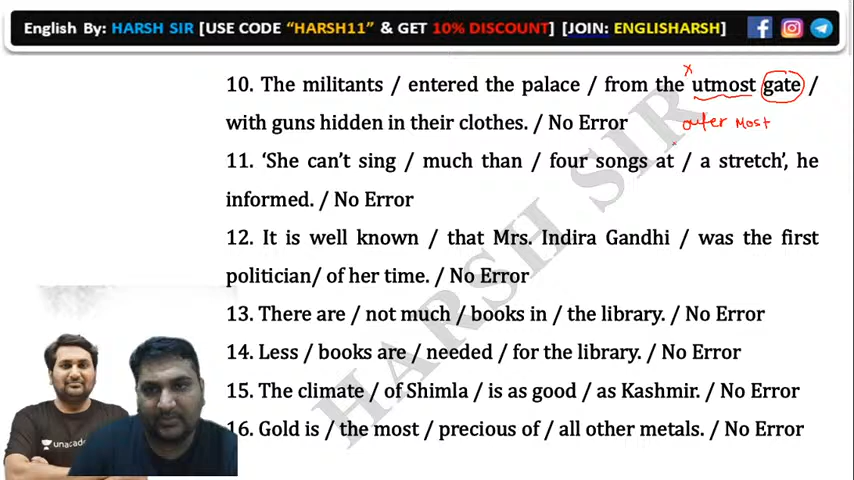 English By: HARSH SIR [USE CODE “HARSH11” & GET 10% DISCOUNT] [JOIN: ENGLISHARSH]
10. The militants / entered the palace / from the utmost gate /
with guns hidden in their clothes. / No Error
outer most
11. ‘She can’t sing / much than / four songs at / a stretch’, he
informed. / No Error
12. It is well known / that Mrs. Indira Gandhi / was the first
politician/ of her time. / No Error
13. There are / not much / books in / the library. / No Error
14. Less / books are / needed / for the library. / No Error
15. The climate / of Shimla / is as good / as Kashmir. / No Error
16. Gold is / the most / precious of / all other metals. / No Error
HARSH SIR
unacade